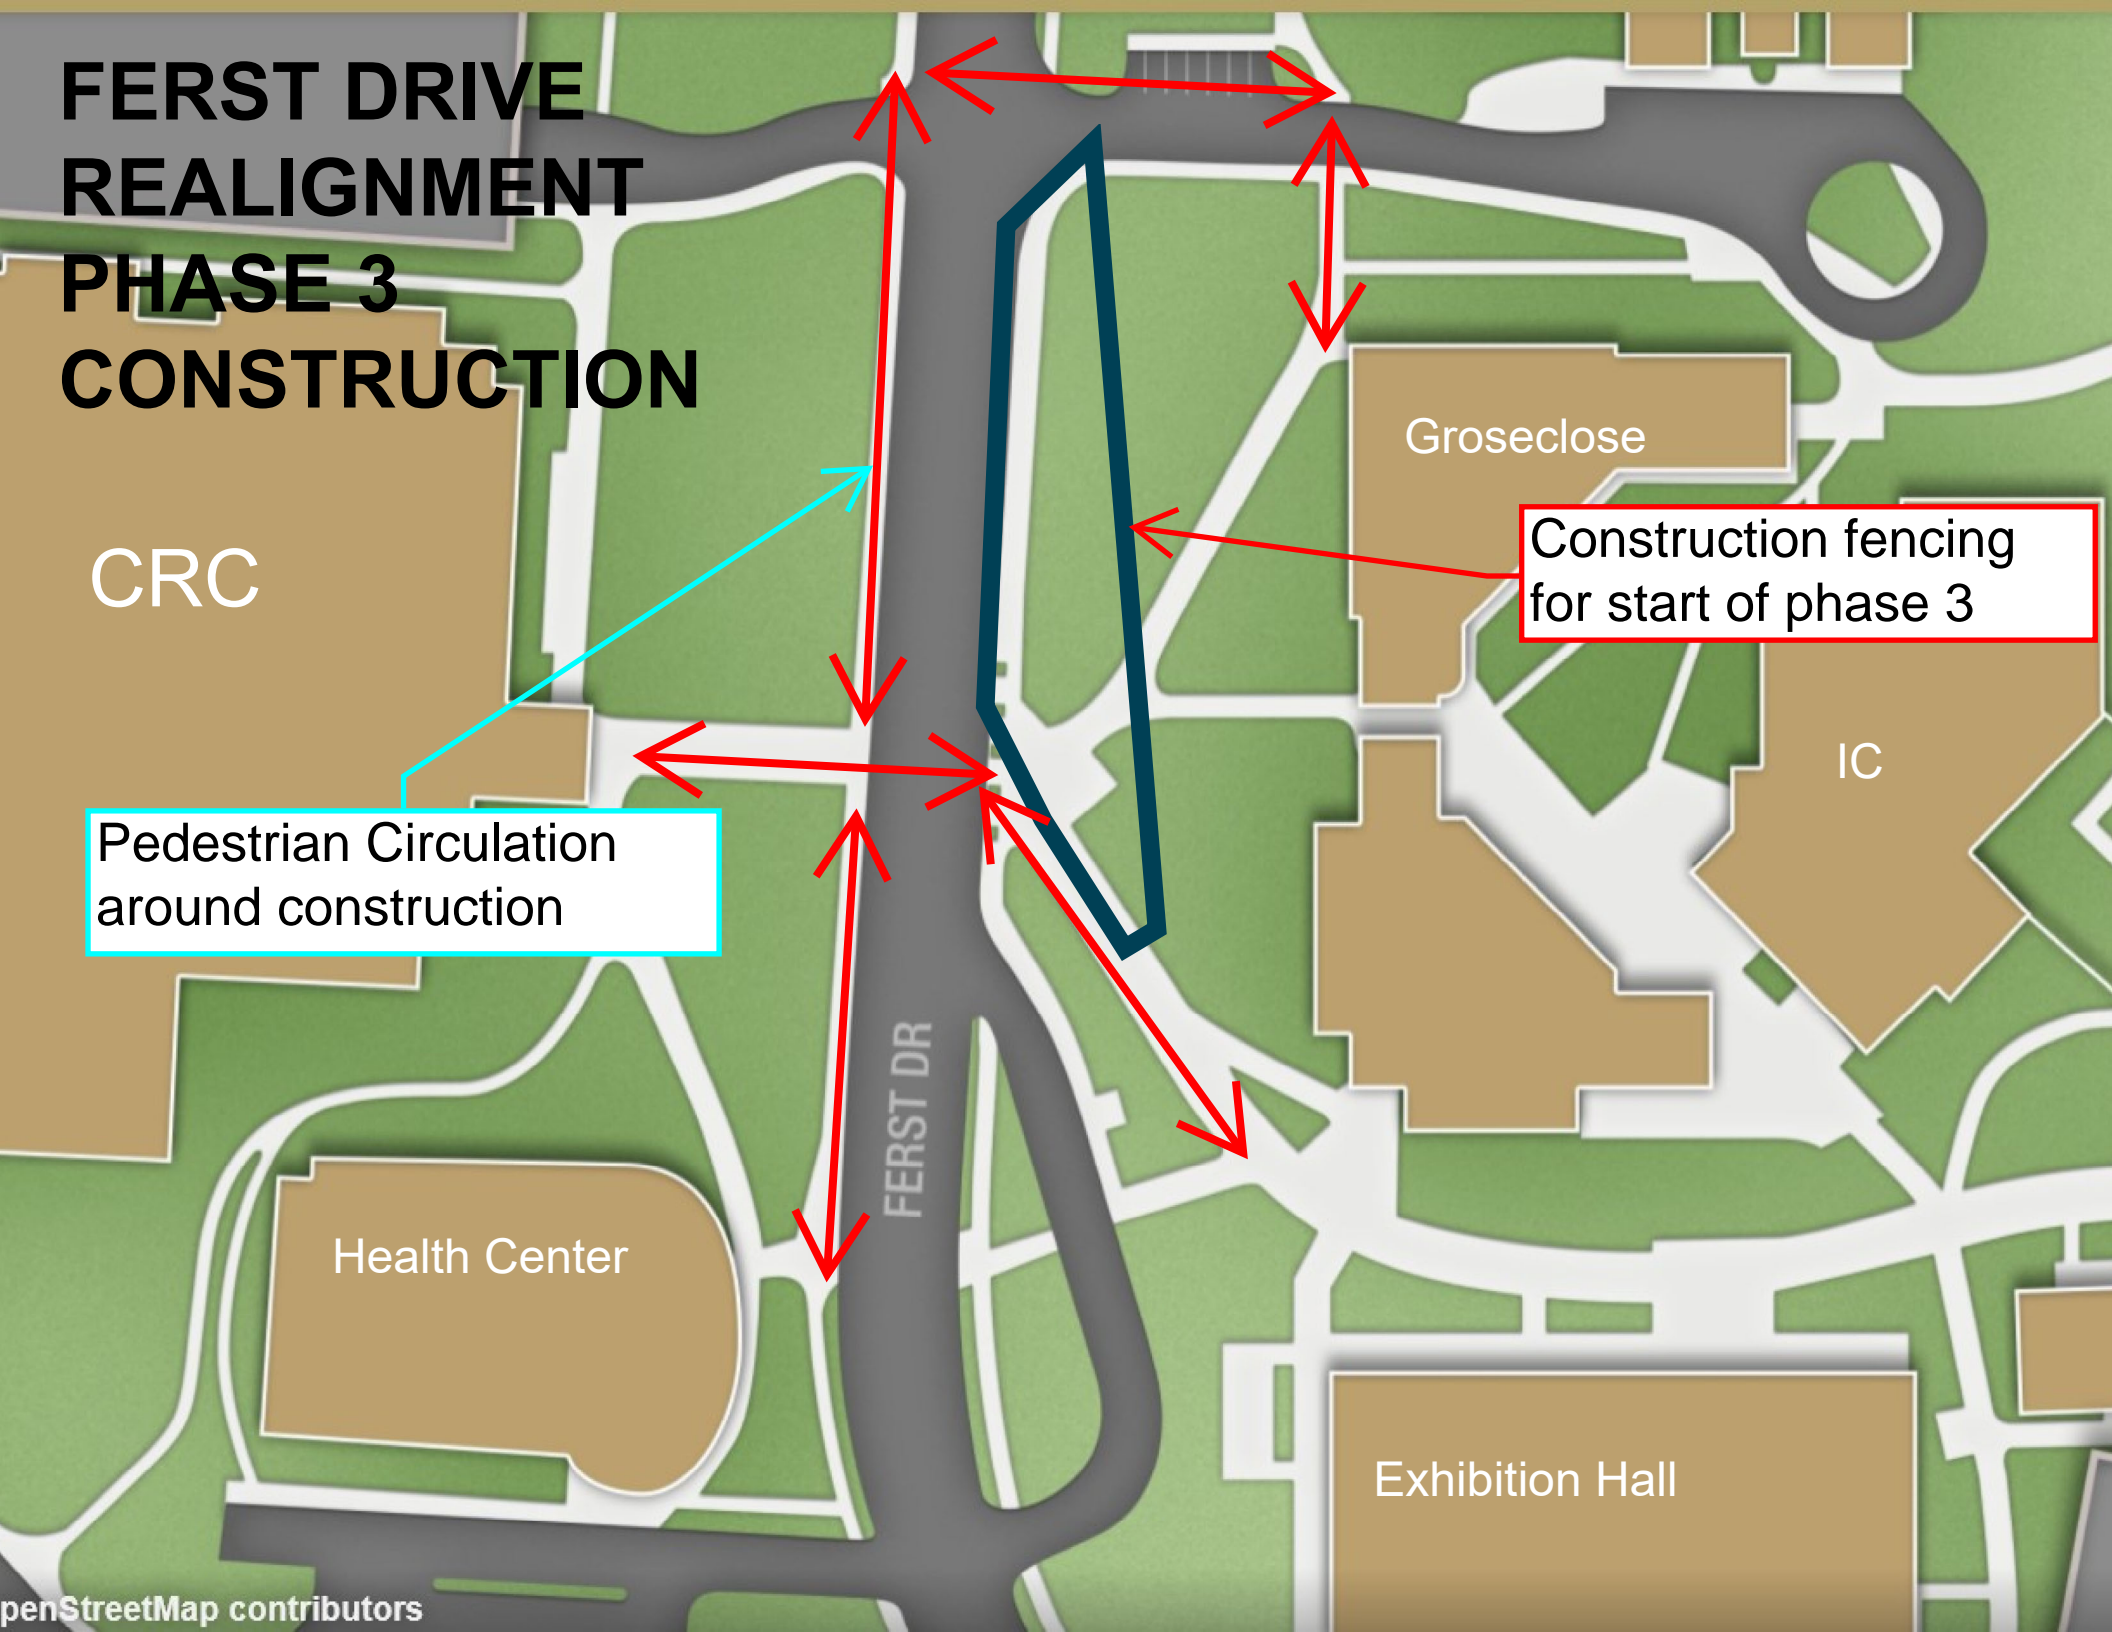 FERST DRIVE
REALIGNMENT
PHASE 3
CONSTRUCTION
Groseclose
Construction fencing
for start of phase 3
CRC
IC
Pedestrian Circulation
around construction
FERST DR
Health Center
Exhibition Hall
penStreetMap contributors